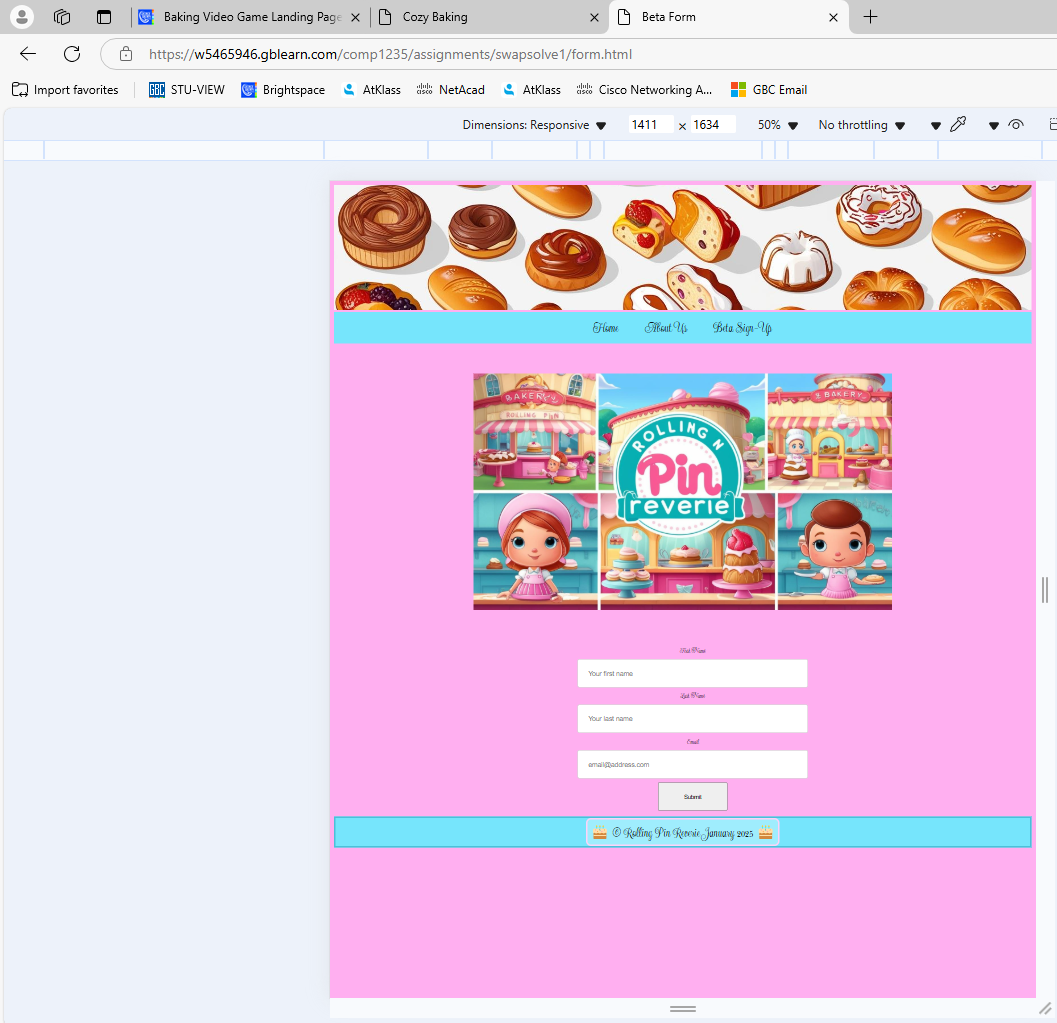 Baking Video Game Landing Page
Cozy Baking
Beta Form
https://w5465946.gblearn.com/comp1235/assignments/swapsolve1/form.html
Import favorites
GBC STU-VIEW
Brightspace
AtKlass
cisco NetAcad
AtKlass
cisco Cisco Networking A...
GBC Email
Dimensions: Responsive 1411 × 1634 50% No throttling
Home About Us Beta Sign-Up
BAKERY
ROLLING
BAKERY
ROLLING N
Pin
reverie
First Name
Your first name
Last Name
Your last name
Email
email@address.com
Submit
© Rolling Pin Reverie January 2025